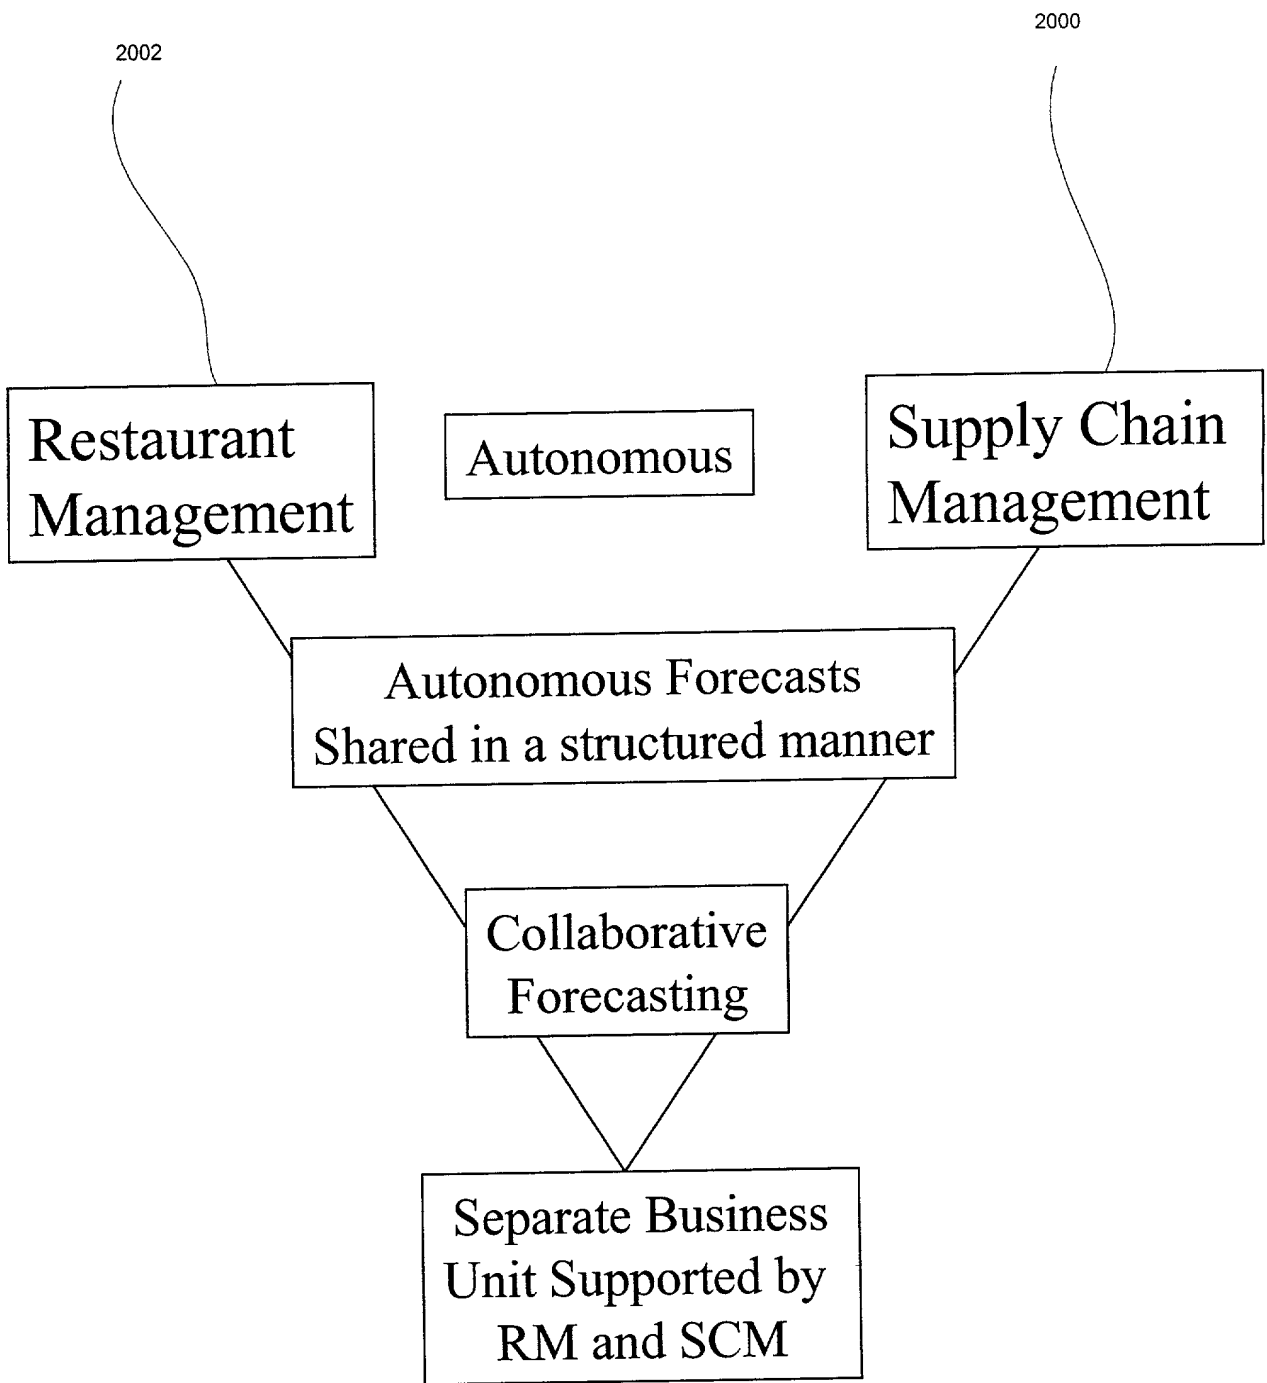 2002
2000
Restaurant
Management
Autonomous
Supply Chain
Management
Autonomous Forecasts
Shared in a structured manner
Collaborative
Forecasting
Separate Business
Unit Supported by
RM and SCM